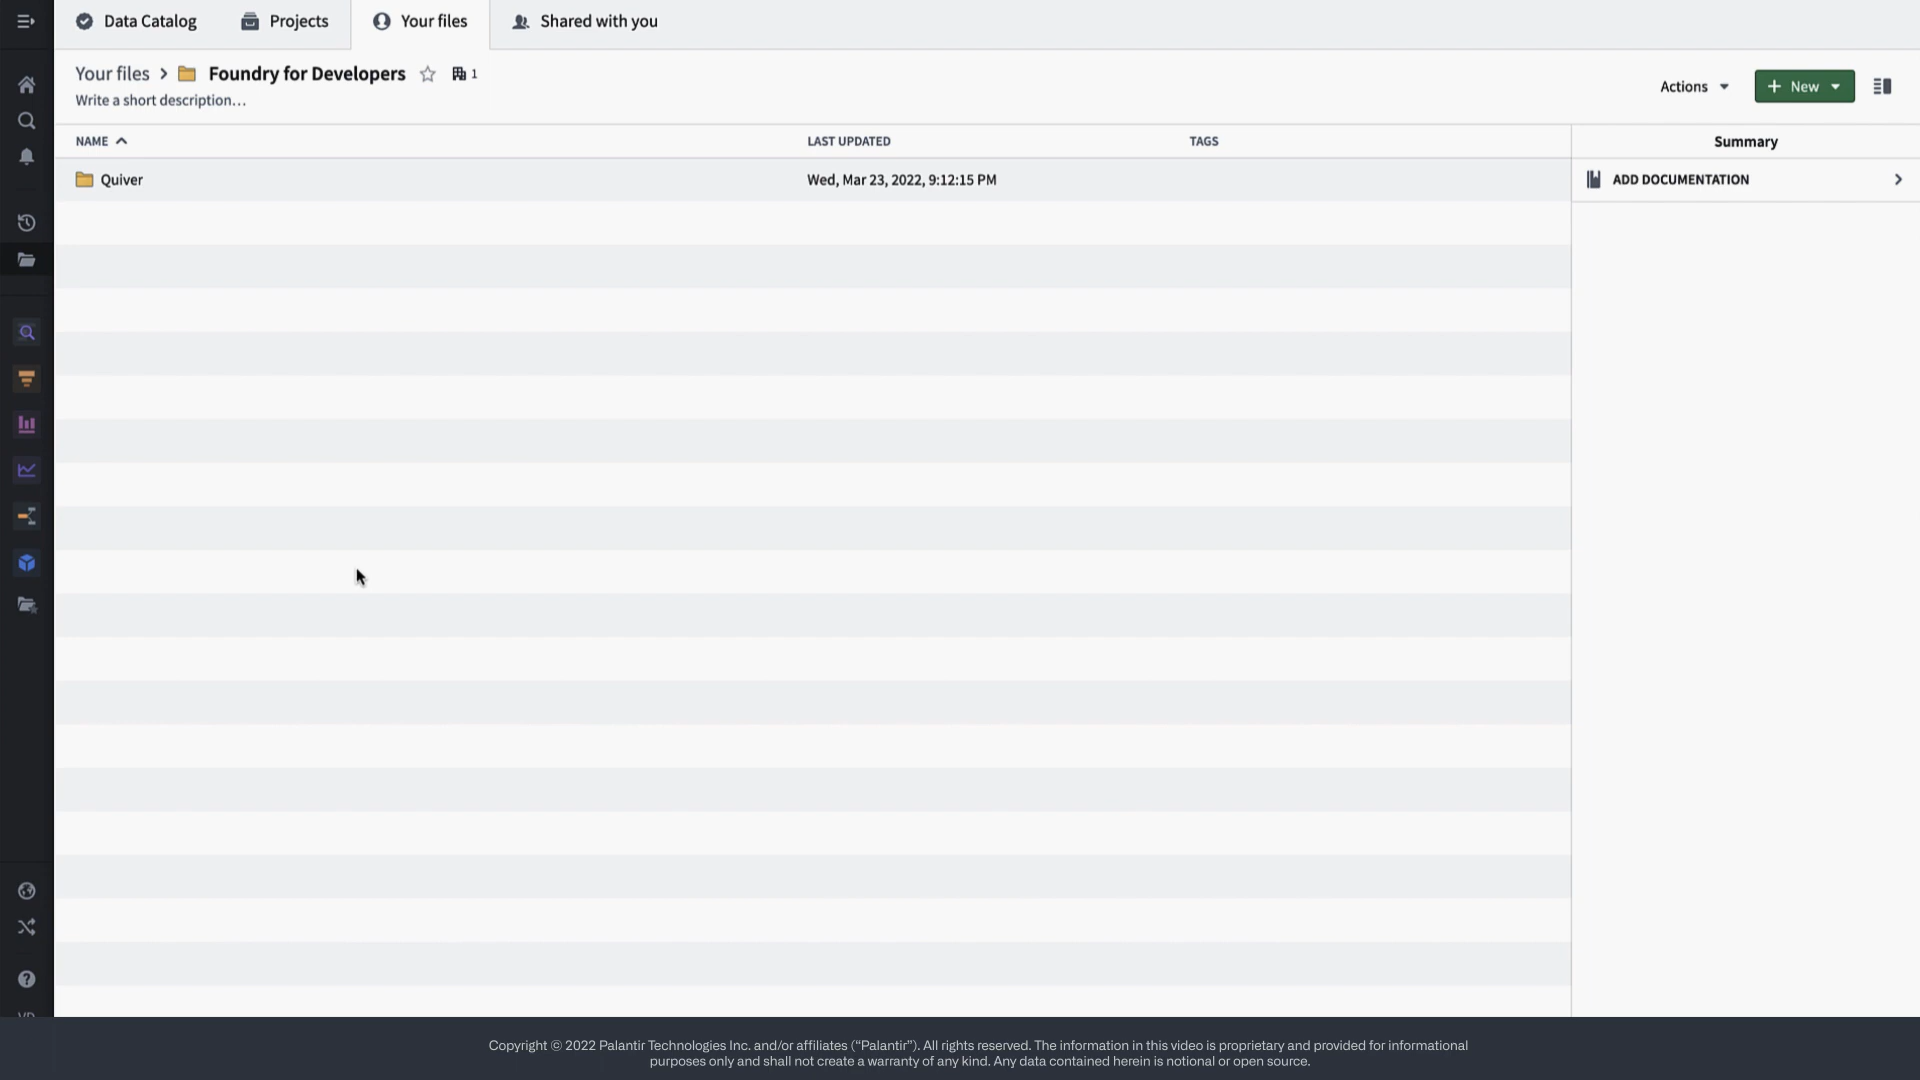 Data Catalog
Projects
Your files
Shared with you
Your files
Foundry for Developers
1
Write a short description...
Actions
New
NAME
LAST UPDATED
TAGS
Summary
Quiver
Wed, Mar 23, 2022, 9:12:15 PM
ADD DOCUMENTATION
Copyright © 2022 Palantir Technologies Inc. and/or affiliates (“Palantir”). All rights reserved. The information in this video is proprietary and provided for informational
purposes only and shall not create a warranty of any kind. Any data contained herein is notional or open source.